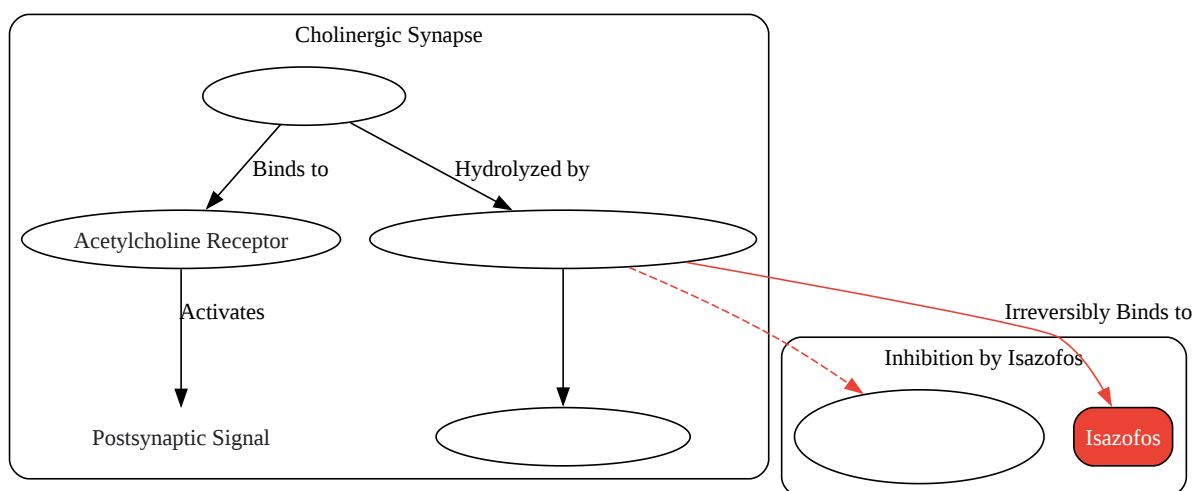 Cholinergic Synapse
Binds to
Hydrolyzed by
Acetylcholine Receptor
Activates
Irreversibly Binds to
Inhibition by Isazofos
Postsynaptic Signal
Isazofos